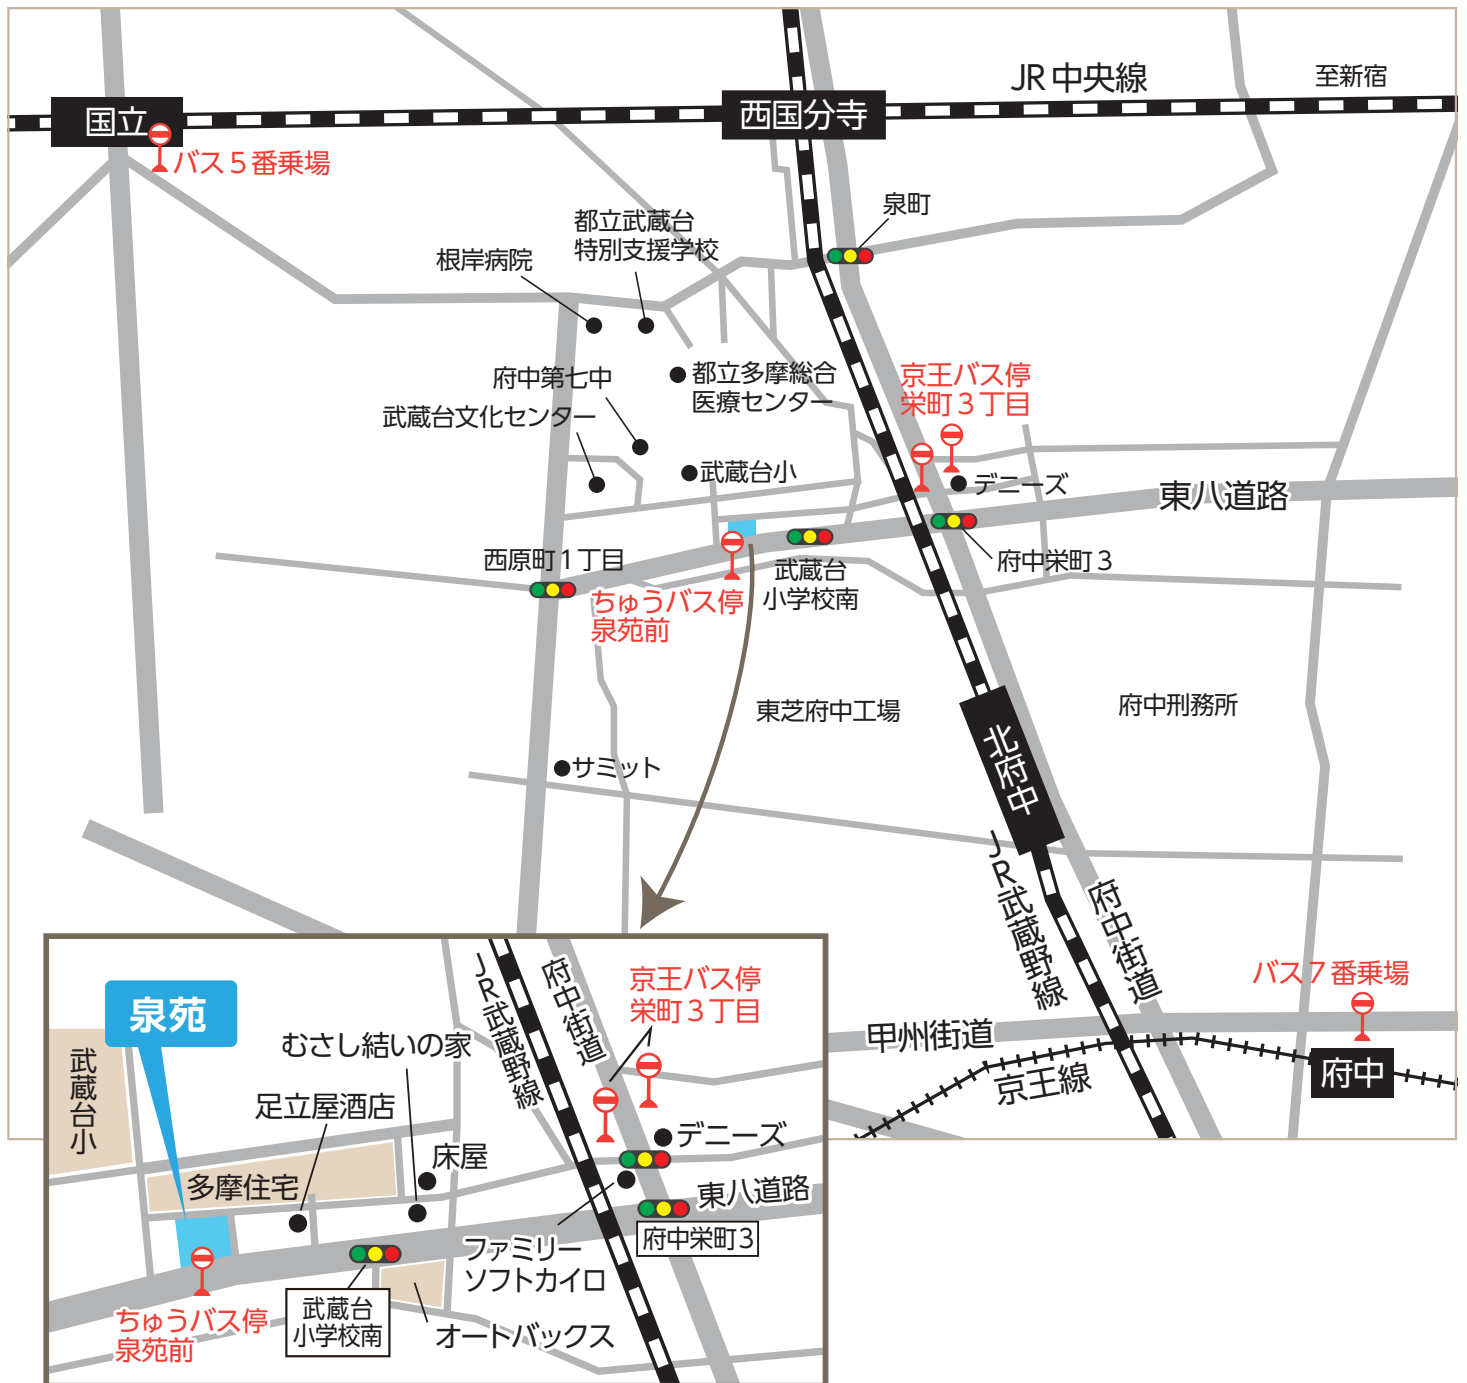 JR中央線
至新宿
国立
西国分寺
バス5番乗場
泉町
都立武蔵台
特別支援学校
根岸病院
府中第七中
都立多摩総合
医療センター
武蔵台文化センター
京王バス停
栄町3丁目
武蔵台小
デニーズ
東八道路
西原町1丁目
武蔵台
小学校南
府中栄町3
ちゅうバス停
泉苑前
東芝府中工場
府中刑務所
北府中
サミット
JR武蔵野線
府中街道
バス7番乗場
甲州街道
京王線
府中
泉苑
武蔵台小
むさし結いの家
足立屋酒店
床屋
多摩住宅
JR武蔵野線
府中街道
京王バス停
栄町3丁目
デニーズ
東八道路
府中栄町3
ファミリー
ソフトカイロ
武蔵台
小学校南
オートバックス
ちゅうバス停
泉苑前